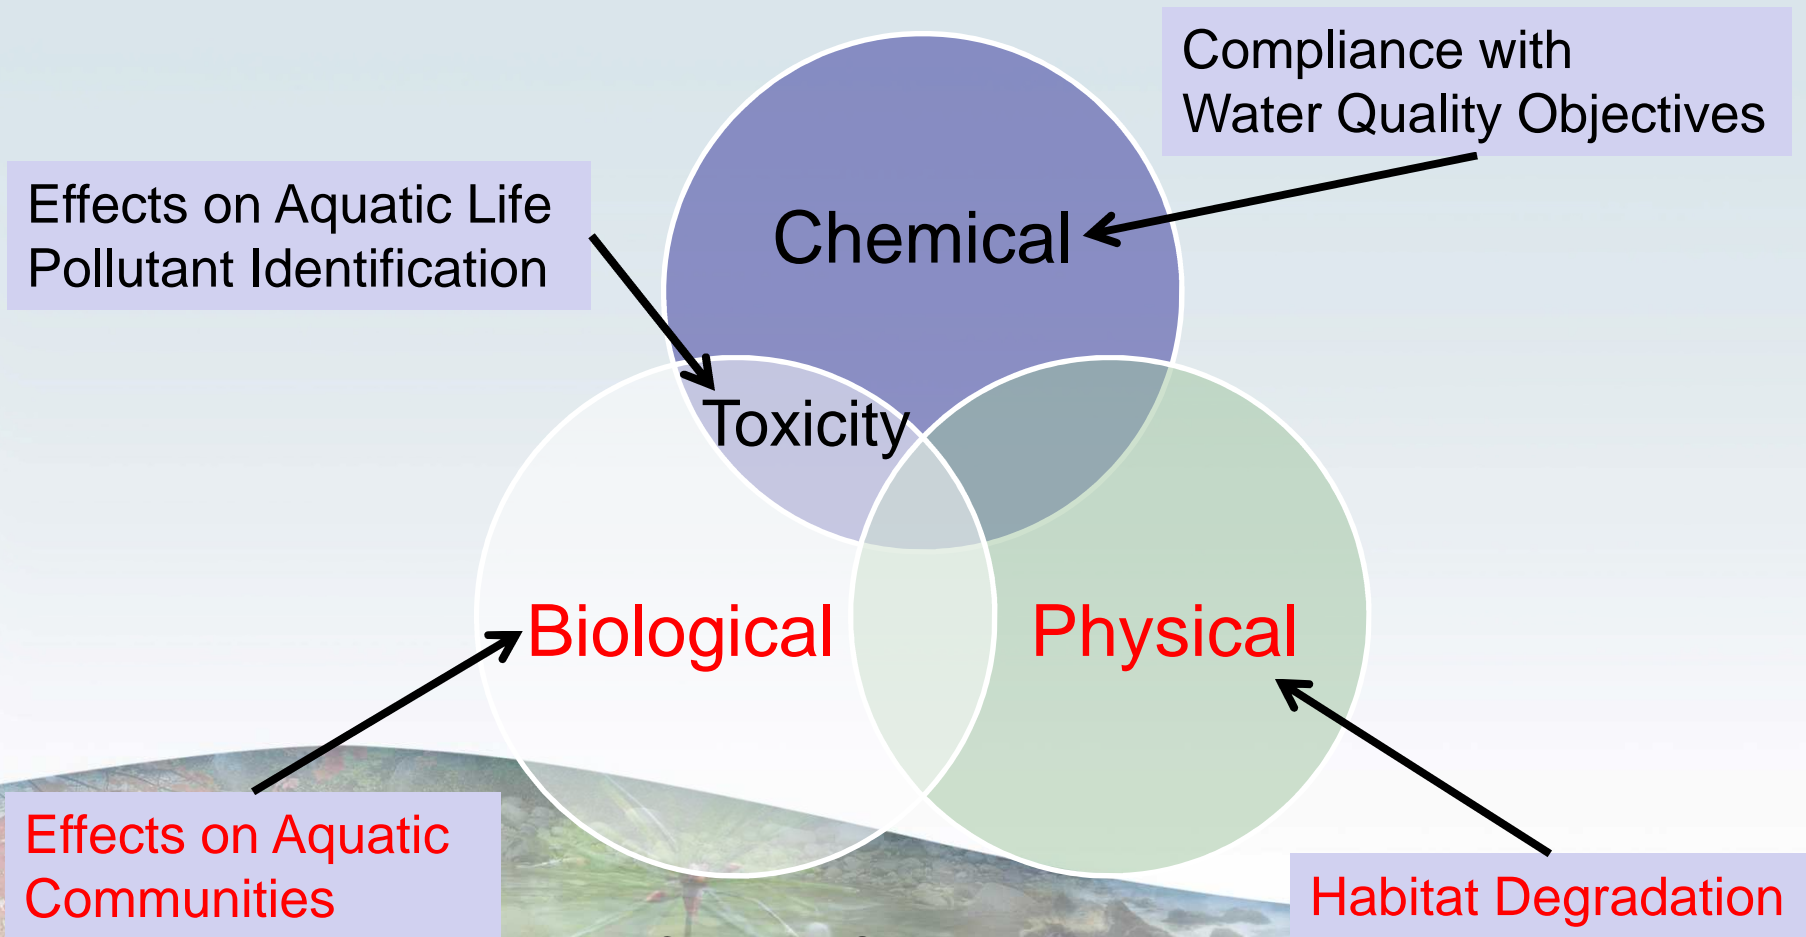 Compliance with
Water Quality Objectives
Effects on Aquatic Life
Pollutant Identification
Chemical
Toxicity
Biological
Physical
Effects on Aquatic
Communities
Habitat Degradation